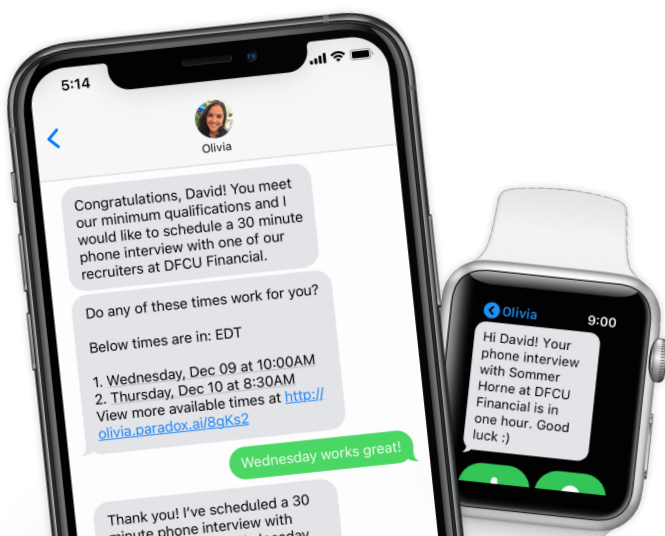 5:14
Olivia
Congratulations, David! You meet
our minimum qualifications and I
would like to schedule a 30 minute
phone interview with one of our
recruiters at DFCU Financial.
Do any of these times work for you?
Below times are in: EDT
1. Wednesday, Dec 09 at 10:00AM
2. Thursday, Dec 10 at 8:30AM
View more available times at http://
olivia.paradox.ai/8gKs2
Wednesday works great!
Thank you! I've scheduled a 30
minute phone interview with
Wednesday
Olivia
9:00
Hi David! Your
phone interview
with Sommer
Horne at DFCU
Financial is in
one hour. Good
luck :)